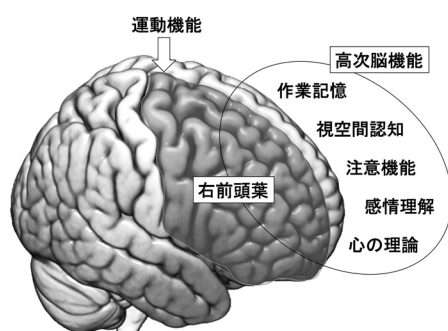 運動機能
高次脳機能
作業記憶
視空間認知
注意機能
右前頭葉
感情理解
心の理論